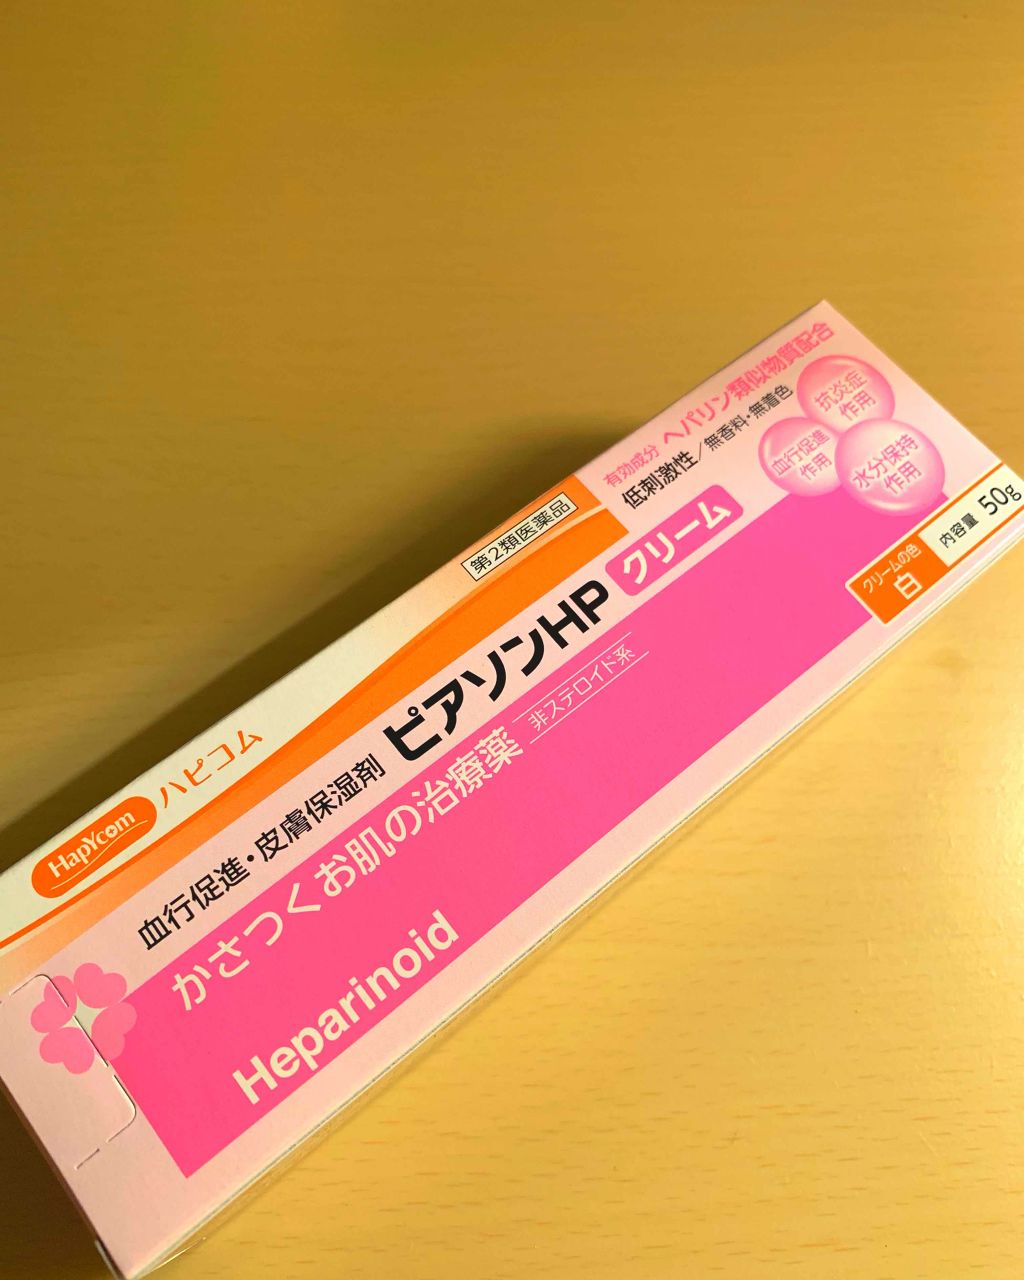 HapYcom ハピコム
第2類医薬品
有効成分 ヘパリン類似物質配合
低刺激性/無香料・無着色
抗炎症
作用
血行促進
作用
水分保持
作用
血行促進・皮膚保湿剤 ピアソンHP クリーム
かさつくお肌の治療薬 非ステロイド系
Heparinoid
クリームの色
白
内容量 50g